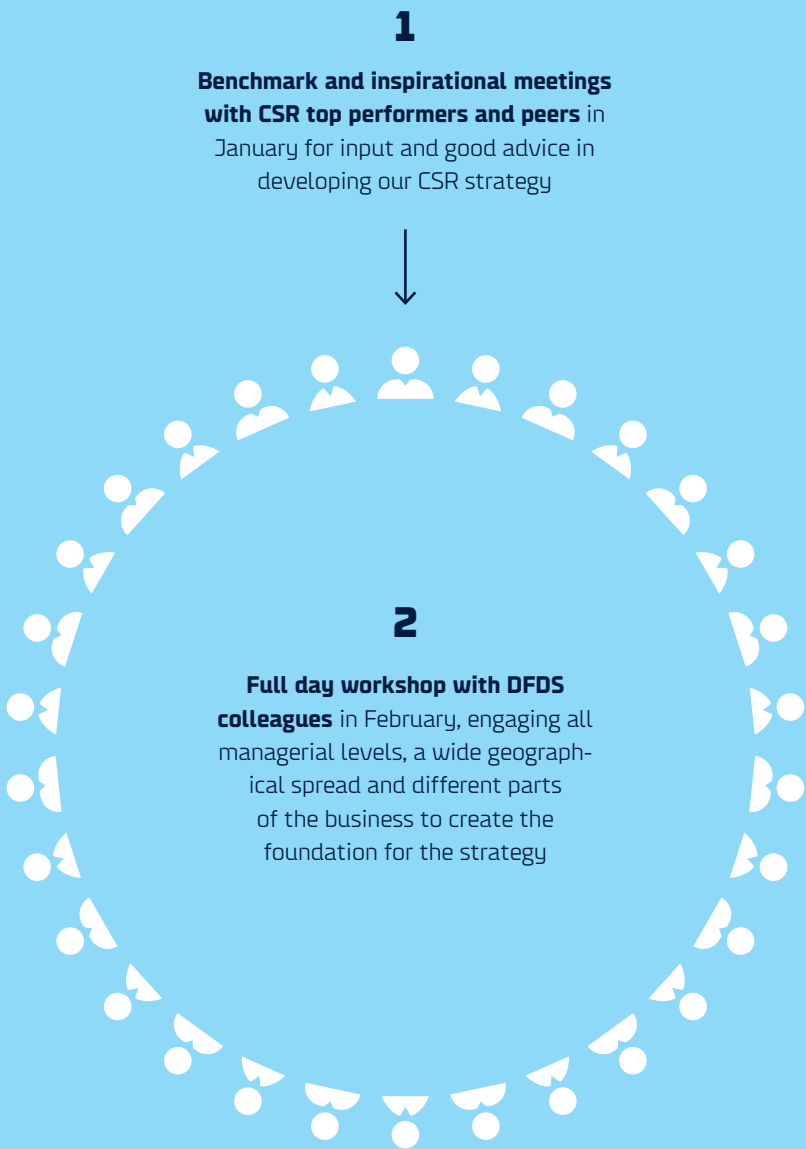 1
Benchmark and inspirational meetings
with CSR top performers and peers in
January for input and good advice in
developing our CSR strategy
2
Full day workshop with DFDS
colleagues in February, engaging all
managerial levels, a wide geograph-
ical spread and different parts
of the business to create the
foundation for the strategy